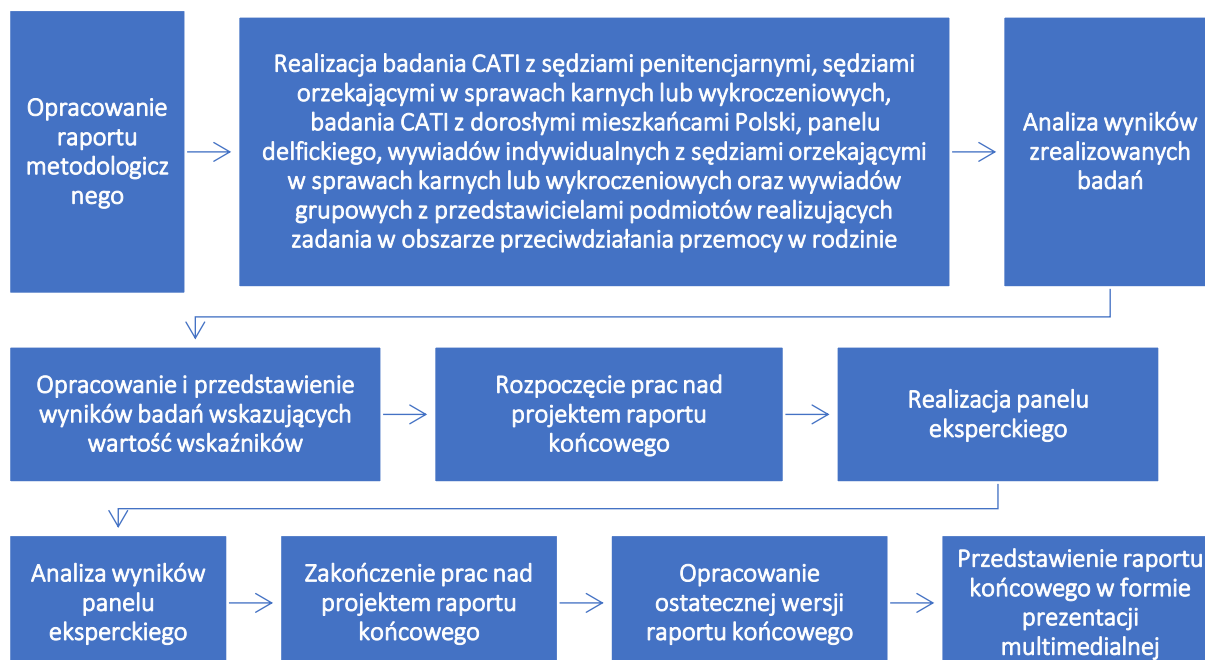 Opracowanie
raportu
metodologicz
nego
Realizacja badania CATI z sędziami penitencjarnymi, sędziami
orzekającymi w sprawach karnych lub wykroczeniowych,
badania CATI z dorosłymi mieszkańcami Polski, panelu
delfickiego, wywiadów indywidualnych z sędziami orzekającymi
w sprawach karnych lub wykroczeniowych oraz wywiadów
grupowych z przedstawicielami podmiotów realizujących
zadania w obszarze przeciwdziałania przemocy w rodzinie
Analiza wyników
zrealizowanych
badań
Opracowanie i przedstawienie
wyników badań wskazujących
wartość wskaźników
Rozpoczęcie prac nad
projektem raportu
końcowego
Realizacja panelu
eksperckiego
Analiza wyników
panelu
eksperckiego
Zakończenie prac nad
projektem raportu
końcowego
Opracowanie
ostatecznej wersji
raportu końcowego
Przedstawienie raportu
końcowego w formie
prezentacji
multimedialnej